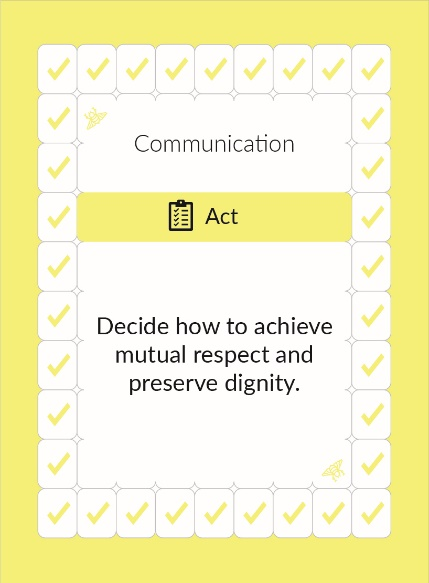 Communication
Act
Decide how to achieve
mutual respect and
preserve dignity.